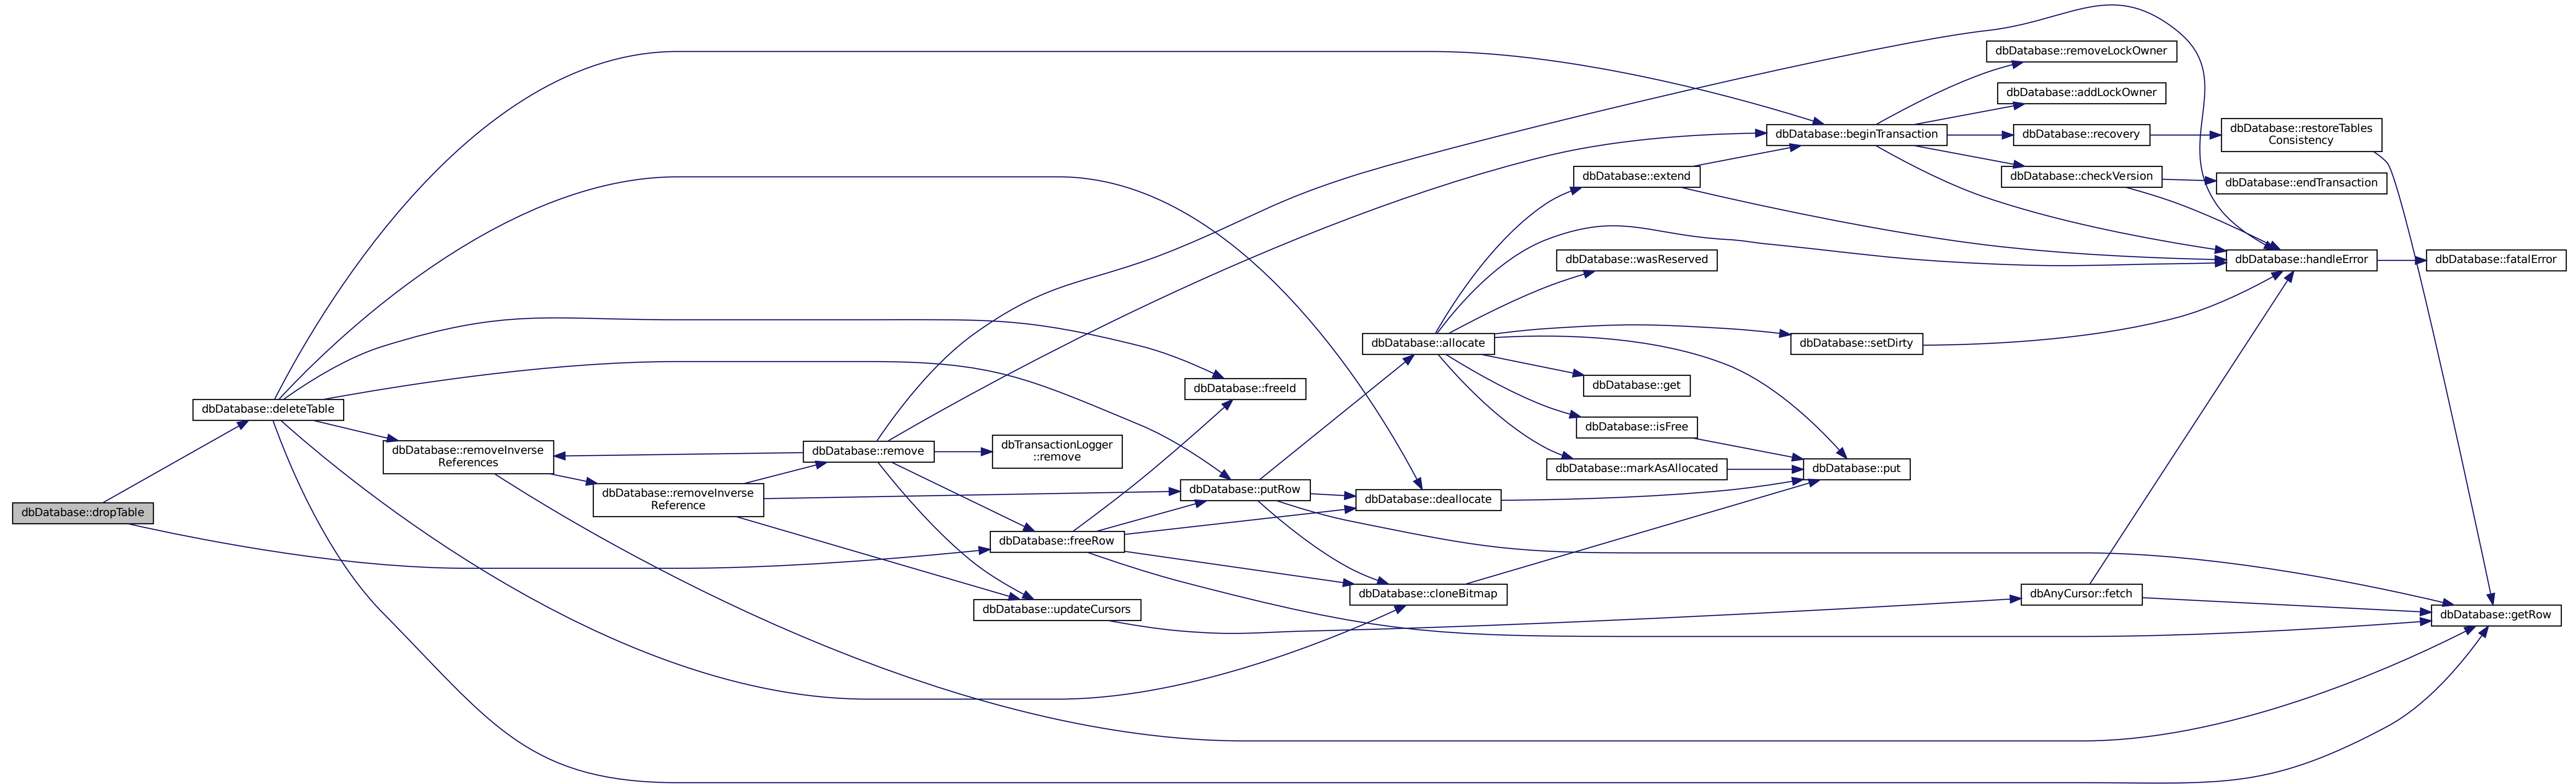 dbDatabase::dropTable
dbDatabase::deleteTable
dbDatabase::removeInverse
References
dbDatabase::removeInverse
Reference
dbDatabase::remove
dbTransactionLogger
::remove
dbDatabase::freeRow
dbDatabase::updateCursors
dbDatabase::freeId
dbDatabase::putRow
dbDatabase::allocate
dbDatabase::deallocate
dbDatabase::cloneBitmap
dbDatabase::extend
dbDatabase::wasReserved
dbDatabase::get
dbDatabase::isFree
dbDatabase::markAsAllocated
dbDatabase::beginTransaction
dbDatabase::setDirty
dbDatabase::put
dbDatabase::removeLockOwner
dbDatabase::addLockOwner
dbDatabase::recovery
dbDatabase::checkVersion
dbAnyCursor::fetch
dbDatabase::restoreTables
Consistency
dbDatabase::endTransaction
dbDatabase::handleError
dbDatabase::fatalError
dbDatabase::getRow